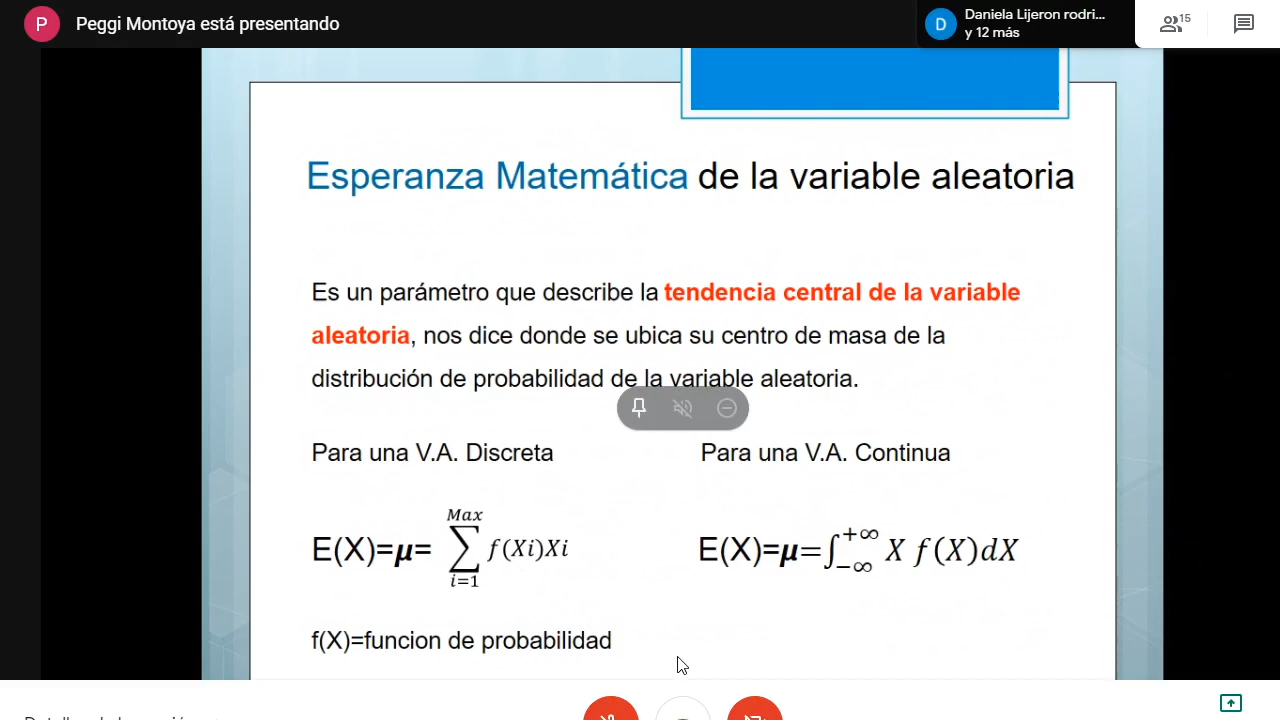 P Peggi Montoya está presentando
D Daniela Lijeron rodri...
y 12 más
15
Esperanza Matemática de la variable aleatoria
Es un parámetro que describe la tendencia central de la variable
aleatoria, nos dice donde se ubica su centro de masa de la
distribución de probabilidad de la variable aleatoria.
Para una V.A. Discreta
Para una V.A. Continua
E(X)=μ= ∑_{i=1}^{Max} f(Xi)Xi
E(X)=μ=∫_{-∞}^{+∞} X f(X)dX
f(X)=funcion de probabilidad